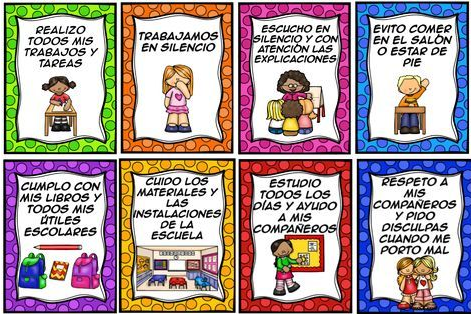 REALIZO
TODOS MIS
TRABAJOS Y
TAREAS
TRABAJAMOS
EN SILENCIO
ESCUCHO EN
SILENCIO Y CON
ATENCIÓN LAS
EXPLICACIONES
EVITO COMER
EN EL SALÓN
O ESTAR DE
PIE
CUMPLO CON
MIS LIBROS Y
TODOS MIS
ÚTILES
ESCOLARES
CUIDO LOS
MATERIALES Y
LAS
INSTALACIONES
DE LA
ESCUELA
ESTUDIO
TODOS LOS
DÍAS Y AYUDO
A MIS
COMPAÑEROS
RESPETO A
MIS
COMPAÑEROS
Y PIDO
DISCULPAS
CUANDO ME
PORTO MAL